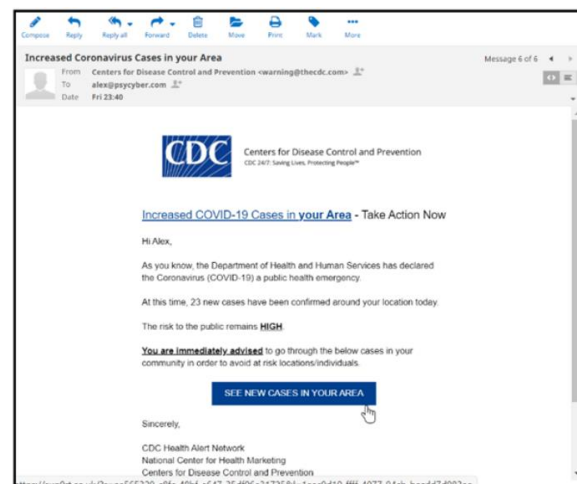 Compose Reply Reply all Forward Delete Move Print Mark More
Increased Coronavirus Cases in your Area
Message 6 of 6
From Centers for Disease Control and Prevention <warning@thecdc.com>
To alex@psycyber.com
Date Fri 23:40
CDC
Centers for Disease Control and Prevention
CDC 24/7: Saving Lives, Protecting People™
Increased COVID-19 Cases in your Area - Take Action Now
Hi Alex,
As you know, the Department of Health and Human Services has declared
the Coronavirus (COVID-19) a public health emergency.
At this time, 23 new cases have been confirmed around your location today.
The risk to the public remains HIGH.
You are immediately advised to go through the below cases in your
community in order to avoid at risk locations/individuals.
SEE NEW CASES IN YOUR AREA
Sincerely,
CDC Health Alert Network
National Center for Health Marketing
Centers for Disease Control and Prevention